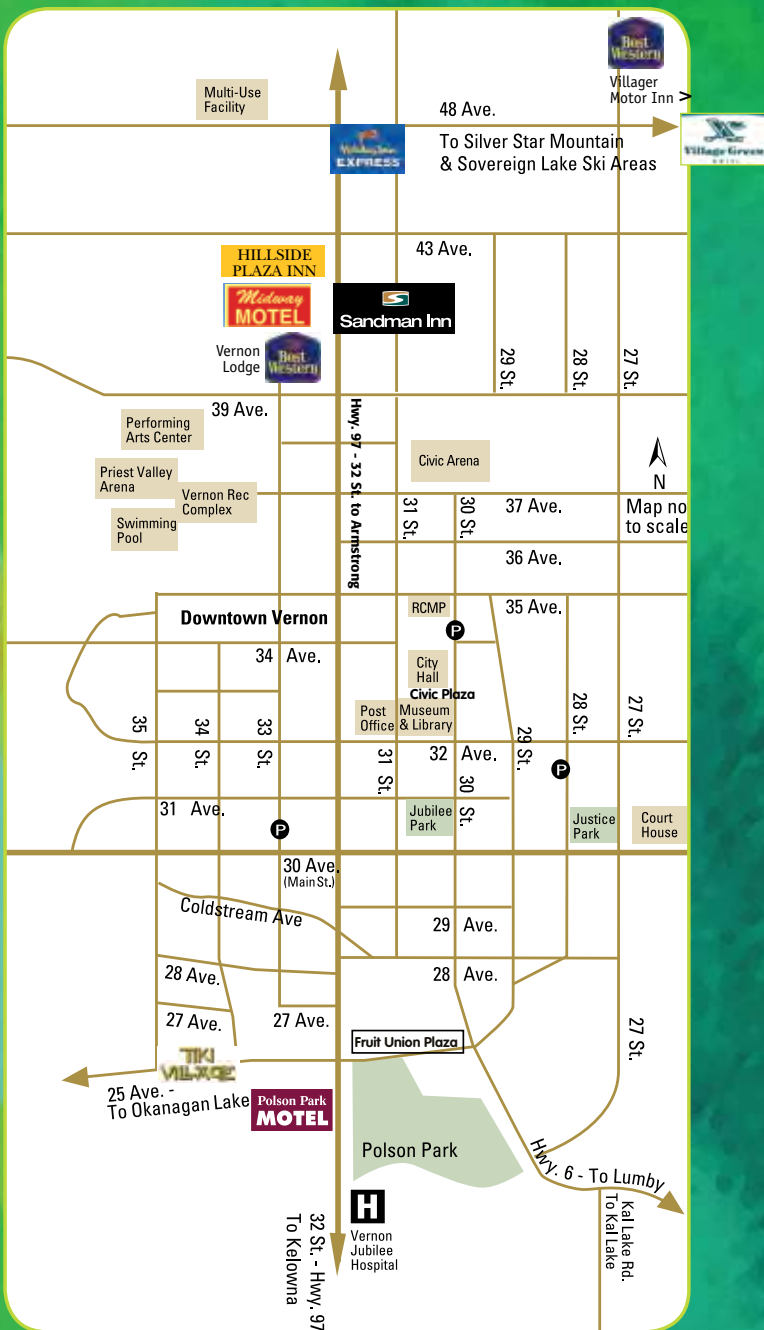 Best
Western
Villager
Motor Inn >
Multi-Use
Facility
48 Ave.
Village Green
HOTEL
Holiday Inn
EXPRESS
To Silver Star Mountain
& Sovereign Lake Ski Areas
43 Ave.
HILLSIDE
PLAZA INN
Midway
MOTEL
Sandman Inn
Vernon
Lodge
Best
Western
29 St.
28 St.
27 St.
39 Ave.
Performing
Arts Center
Hwy. 97 - 32 St. to Armstrong
Civic Arena
N
Priest Valley
Arena
Vernon Rec
Complex
Swimming
Pool
31 St.
30 St.
37 Ave.
Map no
to scale
36 Ave.
Downtown Vernon
RCMP
35 Ave.
P
34 Ave.
City
Hall
Civic Plaza
Post
Office
Museum
& Library
35 St.
34 St.
33 St.
31 St.
32 Ave.
30 St.
29 St.
28 St.
27 St.
P
31 Ave.
Jubilee
Park
Justice
Park
Court
House
P
30 Ave.
(Main St.)
Coldstream Ave
29 Ave.
28 Ave.
28 Ave.
27 Ave.
27 Ave.
27 St.
Fruit Union Plaza
TIKI
VILLAGE
25 Ave. -
To Okanagan Lake
Polson Park
MOTEL
Polson Park
Hwy. 6 - To Lumby
H
Vernon
Jubilee
Hospital
32 St. - Hwy. 97
To Kelowna
Kal Lake Rd.
To Kal Lake